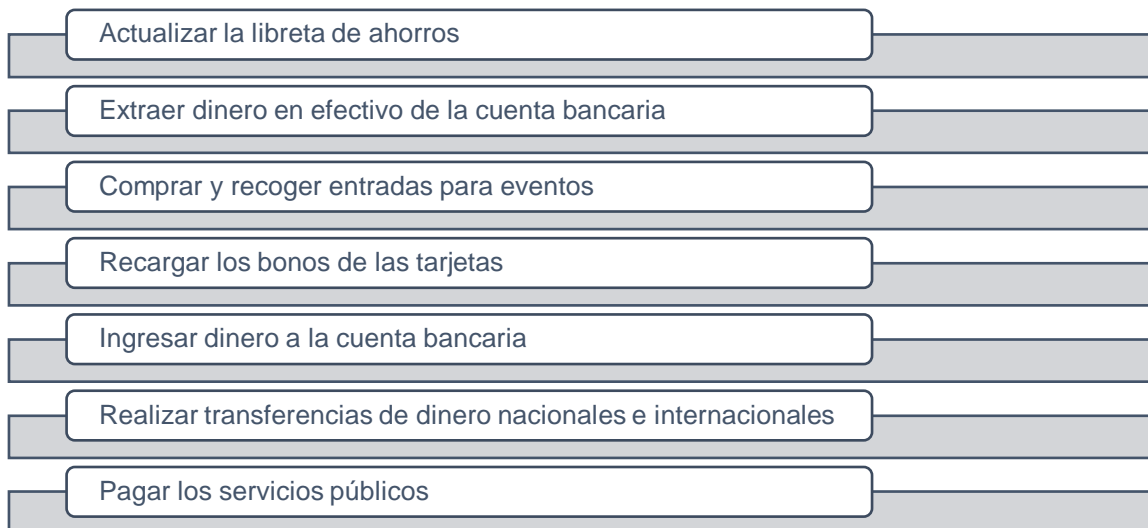 Actualizar la libreta de ahorros
Extraer dinero en efectivo de la cuenta bancaria
Comprar y recoger entradas para eventos
Recargar los bonos de las tarjetas
Ingresar dinero a la cuenta bancaria
Realizar transferencias de dinero nacionales e internacionales
Pagar los servicios públicos